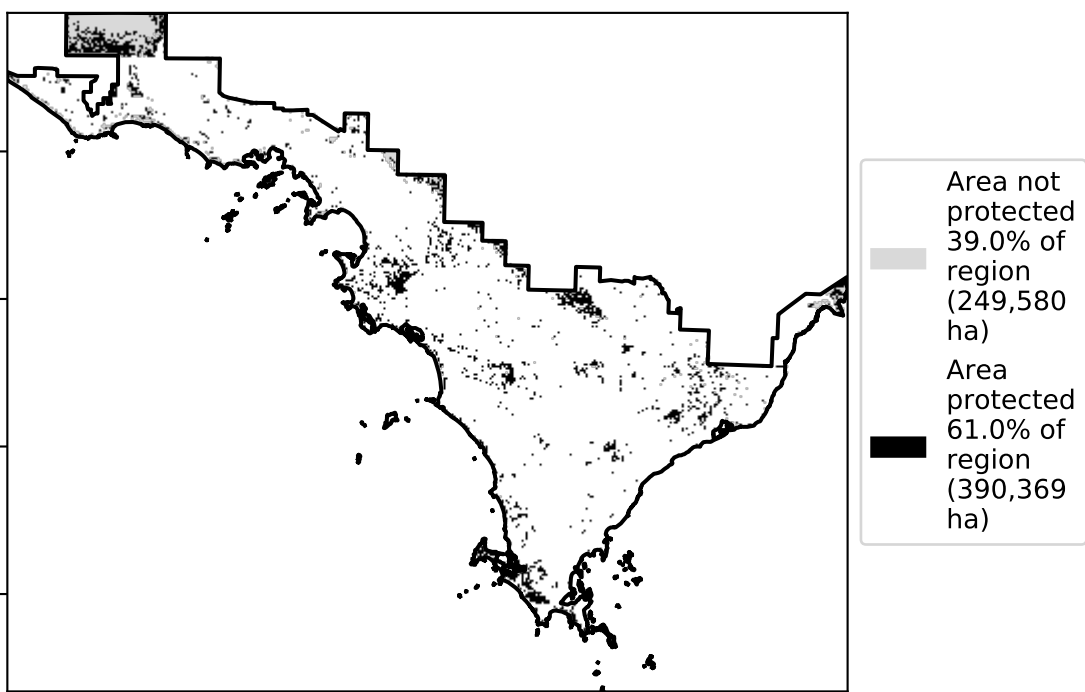 Area not
protected
39.0% of
region
(249,580
ha)
Area
protected
61.0% of
region
(390,369
ha)